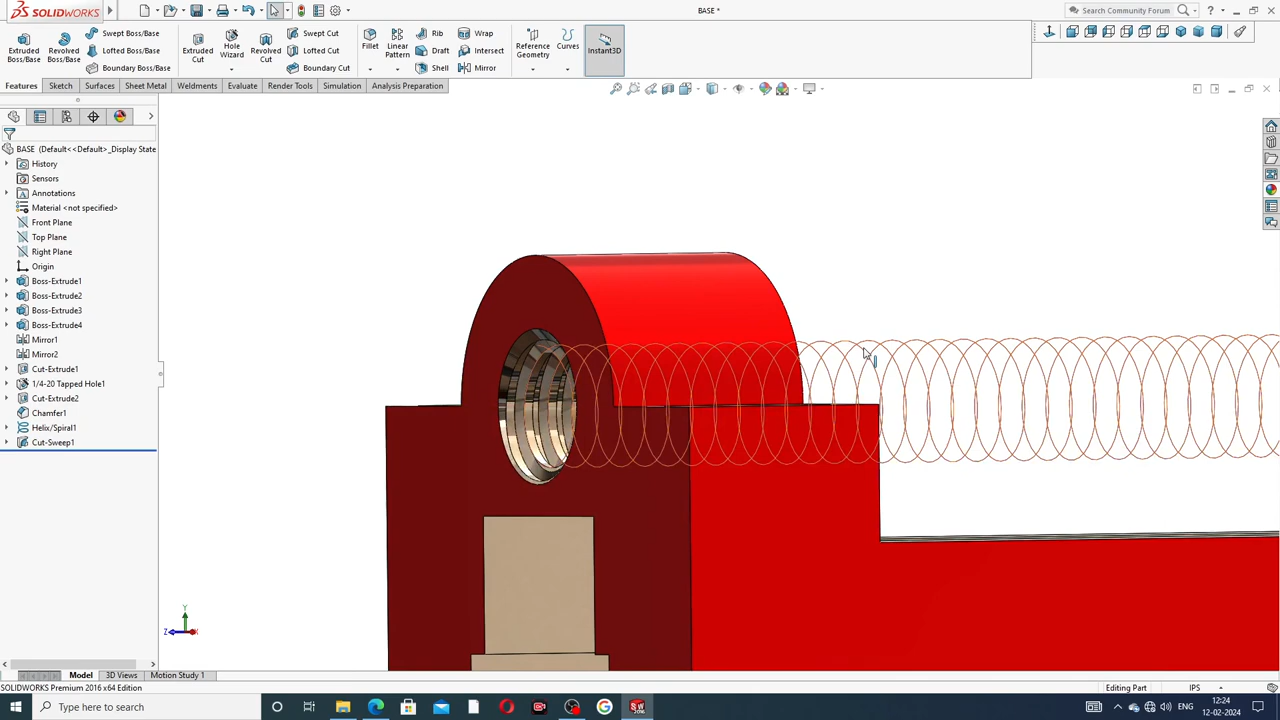 SOLIDWORKS
BASE *
Search Community Forum
Extruded Boss/Base
Revolved Boss/Base
Swept Boss/Base
Lofted Boss/Base
Boundary Boss/Base
Extruded Cut
Hole Wizard
Revolved Cut
Swept Cut
Lofted Cut
Boundary Cut
Fillet
Linear Pattern
Rib
Draft
Shell
Wrap
Intersect
Mirror
Reference Geometry
Curves
Instant3D
Features
Sketch
Surfaces
Sheet Metal
Weldments
Evaluate
Render Tools
Simulation
Analysis Preparation
BASE (Default<<Default>_Display State
History
Sensors
Annotations
Material <not specified>
Front Plane
Top Plane
Right Plane
Origin
Boss-Extrude1
Boss-Extrude2
Boss-Extrude3
Boss-Extrude4
Mirror1
Mirror2
Cut-Extrude1
1/4-20 Tapped Hole1
Cut-Extrude2
Chamfer1
Helix/Spiral1
Cut-Sweep1
Y
Z
X
Model
3D Views
Motion Study 1
SOLIDWORKS Premium 2016 x64 Edition
Editing Part
IPS
Type here to search
ENG
12:24
12-02-2024